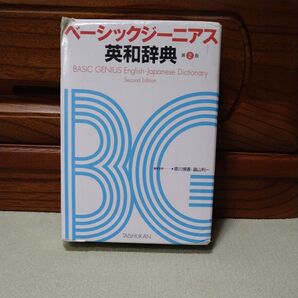 ベーシックジーニアス
英和辞典 第2版
BASIC GENIUS English-Japanese Dictionary
Second Edition
BG
TAISHUKAN